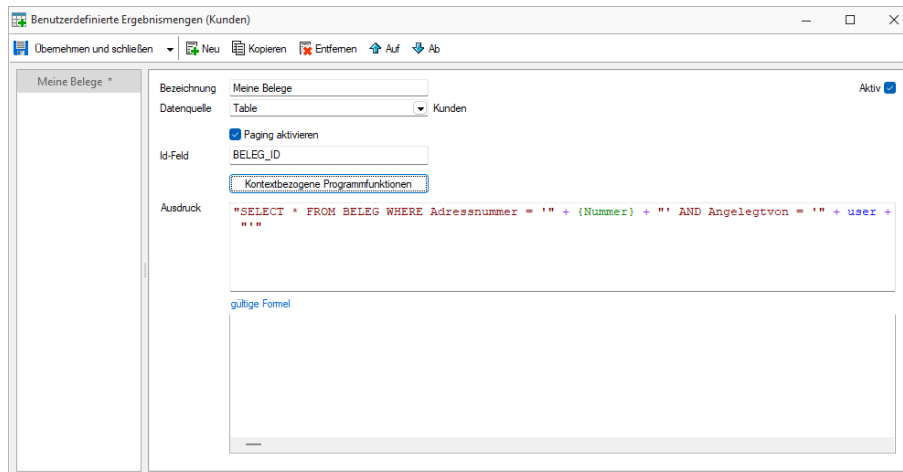 Benutzerdefinierte Ergebnismengen (Kunden)
Übernehmen und schließen Neu Kopieren Entfernen Auf Ab
Meine Belege *
Bezeichnung Meine Belege Aktiv
Datenquelle Table Kunden
Paging aktivieren
Id-Feld BELEG_ID
Kontextbezogene Programmfunktionen
Ausdruck "SELECT * FROM BELEG WHERE Adressnummer = '" + {Nummer} + "' AND Angelegtvon = '" + user +
"'"
gültige Formel